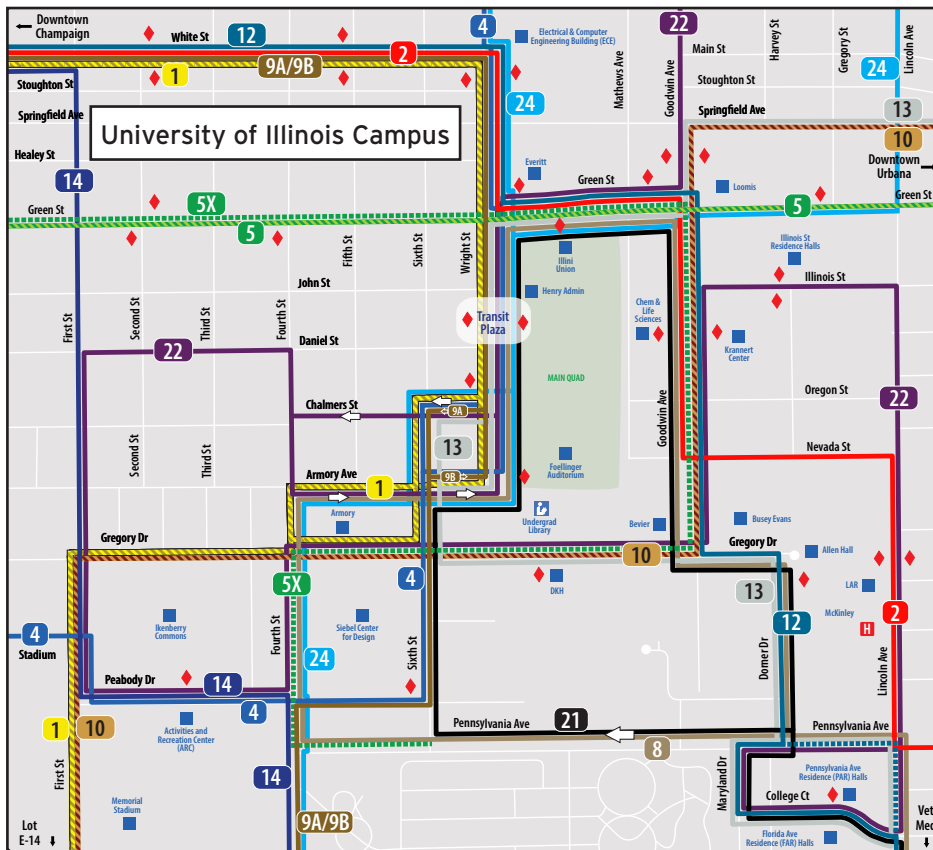 Downtown
Champaign
White St
12
4
22
Electrical & Computer
Engineering Building (ECE)
Main St
Stoughton St
Springfield Ave
Mathews Ave
Goodwin Ave
Harvey St
Gregory St
Lincoln Ave
24
2
9A/9B
1
Stoughton St
Springfield Ave
24
13
10
University of Illinois Campus
Healey St
14
Everitt
Green St
Downtown
Urbana
Loomis
5X
Green St
5
5
Green St
Fifth St
Sixth St
Wright St
Illini
Union
Illinois St
Residence Halls
John St
Illinois St
Henry Admin
First St
Second St
Third St
Fourth St
Transit
Plaza
Chem &
Life
Sciences
Krannert
Center
Daniel St
22
MAIN QUAD
Oregon St
22
Chalmers St
9A
Goodwin Ave
13
Second St
Third St
Nevada St
Foellinger
Auditorium
Armory Ave
9B
1
Armory
Undergrad
Library
Bevier
Busey Evans
Gregory Dr
10
Gregory Dr
Allen Hall
5X
4
DKH
13
LAR
Ikenberry
Commons
Fourth St
Siebel Center
for Design
McKinley
H
2
12
4
Stadium
24
Sixth St
Domer Dr
Lincoln Ave
Peabody Dr
14
4
1
10
Activities and
Recreation Center
(ARC)
Pennsylvania Ave
21
8
Pennsylvania Ave
First St
14
Maryland Dr
Pennsylvania Ave
Residence (PAR) Halls
College Ct
Memorial
Stadium
9A/9B
Lot
E-14
Florida Ave
Residence (FAR) Halls
Vet
Med